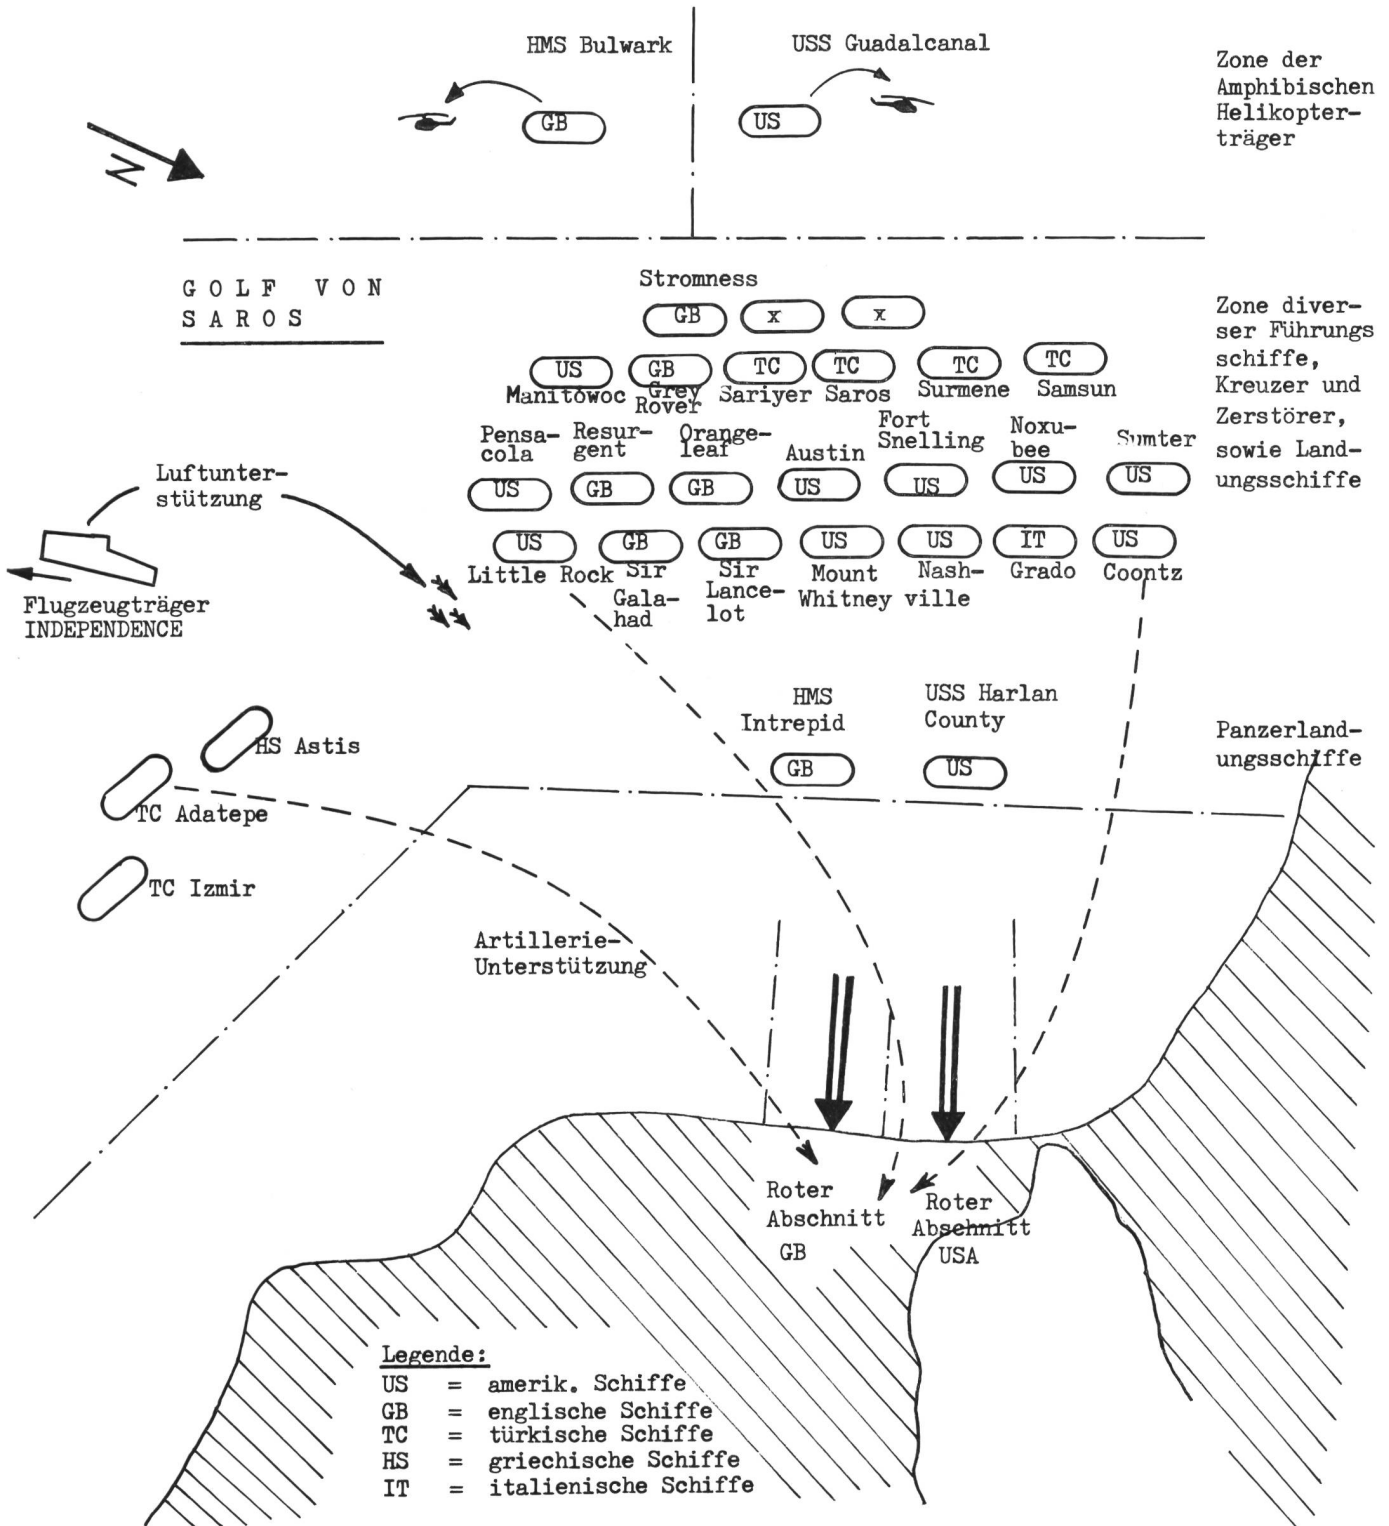 HMS Bulwark
USS Guadalcanal
GB
US
Zone der
Amphibischen
Helikopter-
träger
N
GOLF VON
SAROS
Stromness
GB
x
x
Zone diver-
ser Führungs
schiffe,
Kreuzer und
Zerstörer,
sowie Land-
ungsschiffe
US
GB
TC
TC
TC
TC
Manitowoc
Grey
Rover
Sariyer
Saros
Surmene
Samsun
Pensa-
cola
Resur-
gent
Orange-
leaf
Austin
Fort
Snelling
Noxu-
bee
Sumter
US
GB
GB
US
US
US
US
US
GB
GB
US
US
IT
US
Little Rock
Sir
Gala-
had
Sir
Lance-
lot
Mount
Whitney
Nash-
ville
Grado
Coontz
Luftunter-
stützung
Flugzeugträger
INDEPENDENCE
HMS
Intrepid
GB
USS Harlan
County
US
Panzerland-
ungsschiffe
HS Astis
TC Adatepe
TC Izmir
Artillerie-
Unterstützung
Roter
Abschnitt
GB
Roter
Abschnitt
USA
Legende:
US = amerik. Schiffe
GB = englische Schiffe
TC = türkische Schiffe
HS = griechische Schiffe
IT = italienische Schiffe